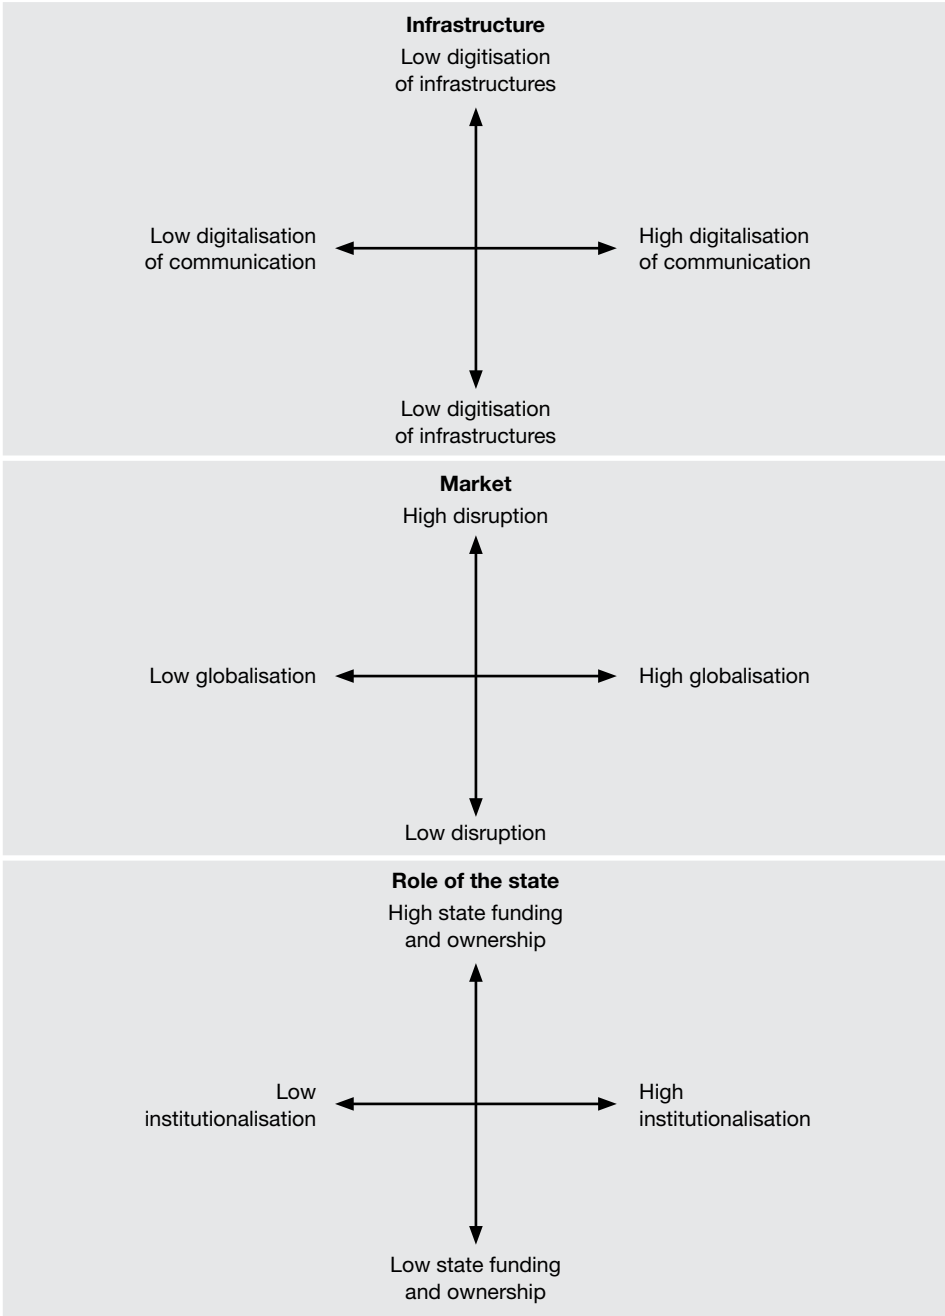 Infrastructure
Low digitisation
of infrastructures
Low digitalisation
of communication
High digitalisation
of communication
Low digitisation
of infrastructures
Market
High disruption
Low globalisation
High globalisation
Low disruption
Role of the state
High state funding
and ownership
Low
institutionalisation
High
institutionalisation
Low state funding
and ownership